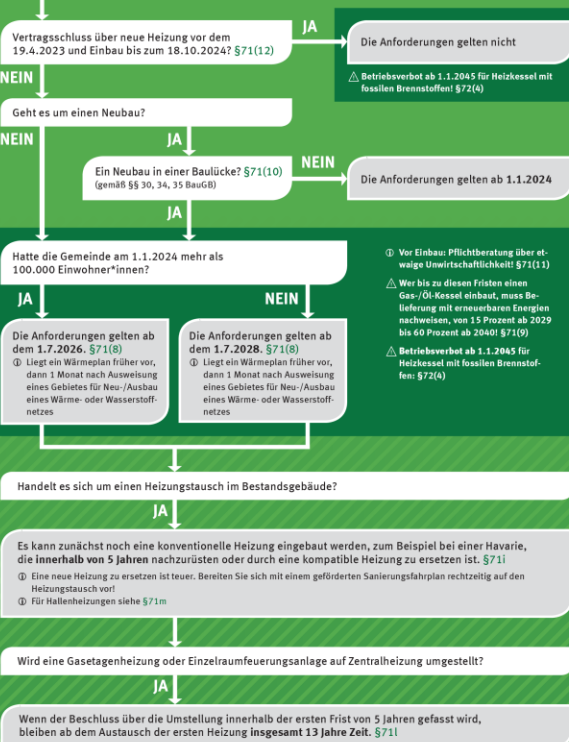 JA
Vertragsschluss über neue Heizung vor dem
19.4.2023 und Einbau bis zum 18.10.2024? §71(12)
Die Anforderungen gelten nicht
⚠ Betriebsverbot ab 1.1.2045 für Heizkessel mit
fossilen Brennstoffen! §72(4)
NEIN
Geht es um einen Neubau?
NEIN
JA
Ein Neubau in einer Baulücke? §71(10)
(gemäß §§ 30, 34, 35 BauGB)
NEIN
Die Anforderungen gelten ab 1.1.2024
JA
Hatte die Gemeinde am 1.1.2024 mehr als
100.000 Einwohner*innen?
JA
NEIN
Die Anforderungen gelten ab
dem 1.7.2026. §71(8)
ⓘ Liegt ein Wärmeplan früher vor,
dann 1 Monat nach Ausweisung
eines Gebietes für Neu-/Ausbau
eines Wärme- oder Wasserstoff-
netzes
Die Anforderungen gelten ab
dem 1.7.2028. §71(8)
ⓘ Liegt ein Wärmeplan früher vor,
dann 1 Monat nach Ausweisung
eines Gebietes für Neu-/Ausbau
eines Wärme- oder Wasserstoff-
netzes
ⓘ Vor Einbau: Pflichtberatung über et-
waige Unwirtschaftlichkeit! §71(11)
⚠ Wer bis zu diesen Fristen einen
Gas-/Öl-Kessel einbaut, muss Be-
lieferung mit erneuerbaren Energien
nachweisen, von 15 Prozent ab 2029
bis 60 Prozent ab 2040! §71(9)
⚠ Betriebsverbot ab 1.1.2045 für
Heizkessel mit fossilen Brennstof-
fen: §72(4)
Handelt es sich um einen Heizungstausch im Bestandsgebäude?
JA
Es kann zunächst noch eine konventionelle Heizung eingebaut werden, zum Beispiel bei einer Havarie,
die innerhalb von 5 Jahren nachzurüsten oder durch eine kompatible Heizung zu ersetzen ist. §71i
ⓘ Eine neue Heizung zu ersetzen ist teuer. Bereiten Sie sich mit einem geförderten Sanierungsfahrplan rechtzeitig auf den
Heizungstausch vor!
ⓘ Für Hallenheizungen siehe §71m
Wird eine Gasetagenheizung oder Einzelraumfeuerungsanlage auf Zentralheizung umgestellt?
JA
Wenn der Beschluss über die Umstellung innerhalb der ersten Frist von 5 Jahren gefasst wird,
bleiben ab dem Austausch der ersten Heizung insgesamt 13 Jahre Zeit. §71l